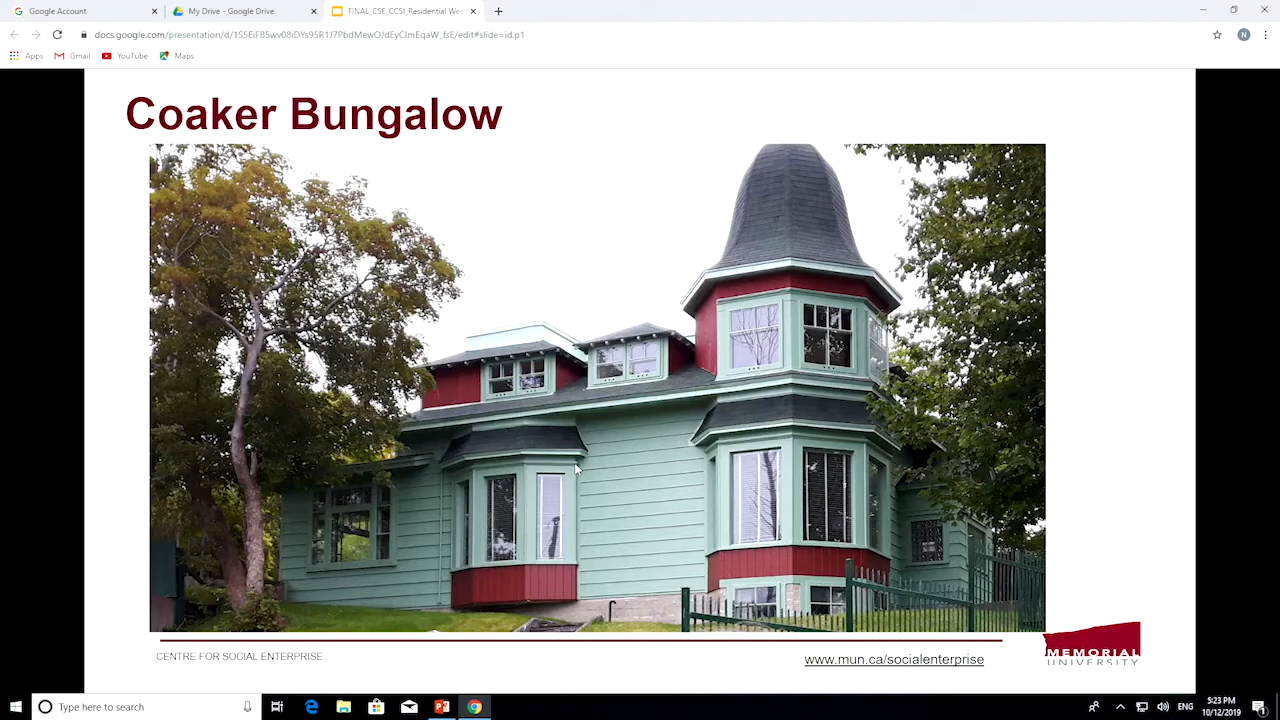 Google Account
My Drive - Google Drive
FINAL_CSE_CCSI_Residential We
docs.google.com/presentation/d/1S5EiFB5wv08iDYs95R1J7PbdMewOJdEyClmEqaW_fsE/edit#slide=id.p1
N
Apps
Gmail
YouTube
Maps
Coaker Bungalow
CENTRE FOR SOCIAL ENTERPRISE
www.mun.ca/socialenterprise
MEMORIAL
UNIVERSITY
Type here to search
ENG
5:23 PM
10/12/2019